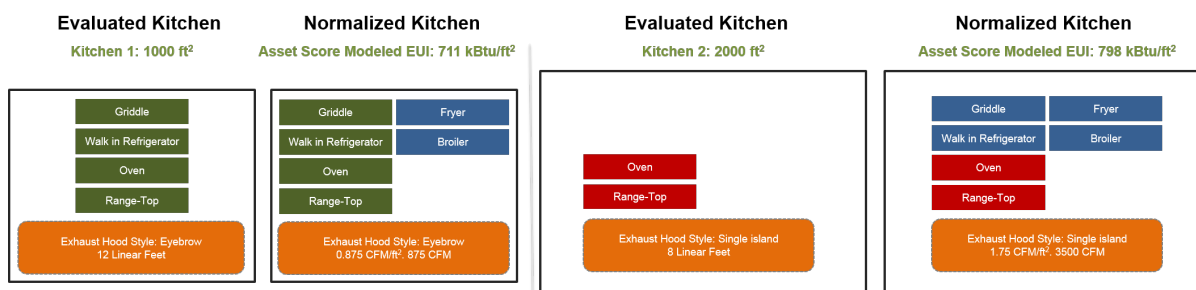 Evaluated Kitchen
Kitchen 1: 1000 ft²
Griddle
Walk in Refrigerator
Oven
Range-Top
Exhaust Hood Style: Eyebrow
12 Linear Feet
Normalized Kitchen
Asset Score Modeled EUI: 711 kBtu/ft²
Griddle
Fryer
Walk in Refrigerator
Broiler
Oven
Range-Top
Exhaust Hood Style: Eyebrow
0.875 CFM/ft². 875 CFM
Evaluated Kitchen
Kitchen 2: 2000 ft²
Oven
Range-Top
Exhaust Hood Style: Single island
8 Linear Feet
Normalized Kitchen
Asset Score Modeled EUI: 798 kBtu/ft²
Griddle
Fryer
Walk in Refrigerator
Broiler
Oven
Range-Top
Exhaust Hood Style: Single island
1.75 CFM/ft². 3500 CFM